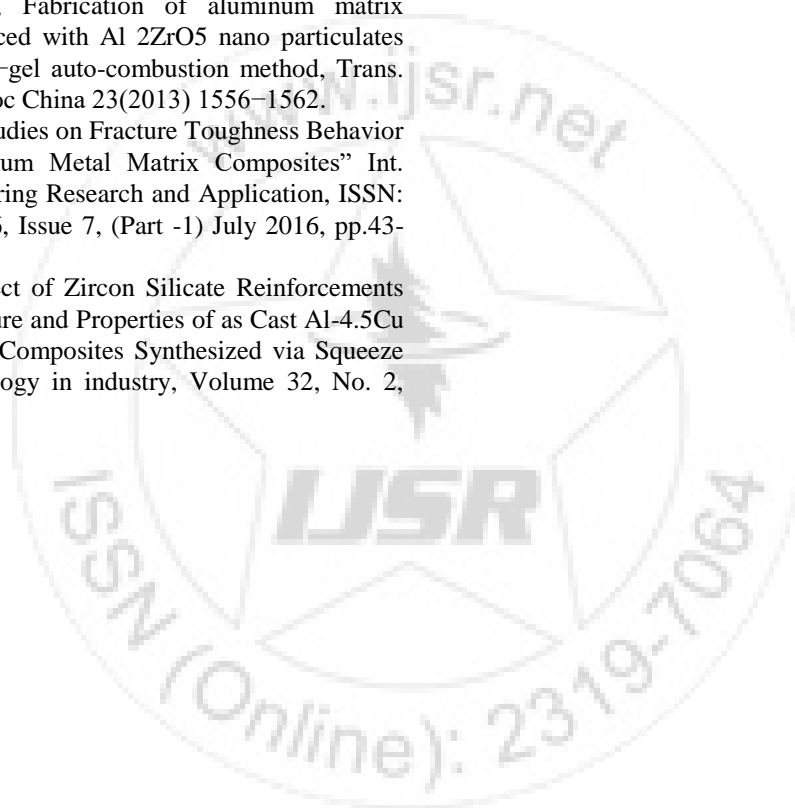 Fabrication of aluminum matrix
ced with Al 2ZrO5 nano particulates
−gel auto-combustion method, Trans.
oc China 23(2013) 1556−1562.
udies on Fracture Toughness Behavior
um Metal Matrix Composites” Int.
ring Research and Application, ISSN:
, Issue 7, (Part -1) July 2016, pp.43-
ct of Zircon Silicate Reinforcements
ure and Properties of as Cast Al-4.5Cu
Composites Synthesized via Squeeze
ogy in industry, Volume 32, No. 2,
www.ijsr.net
IJSR
ISSN (Online): 2319-7064